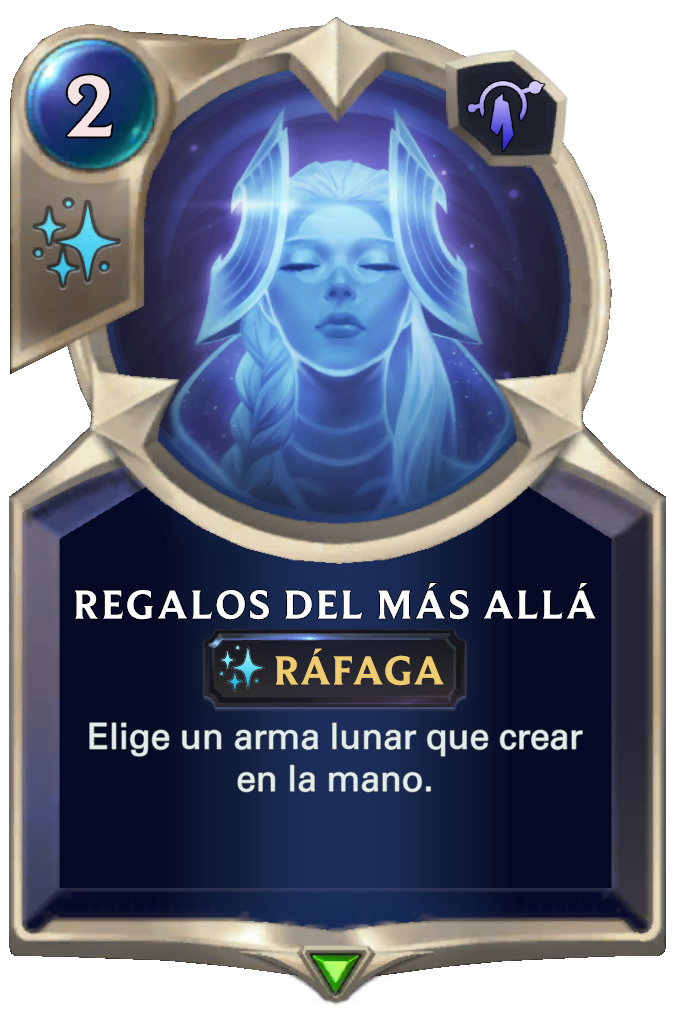 2
REGALOS DEL MÁS ALLÁ
RÁFAGA
Elige un arma lunar que crear
en la mano.